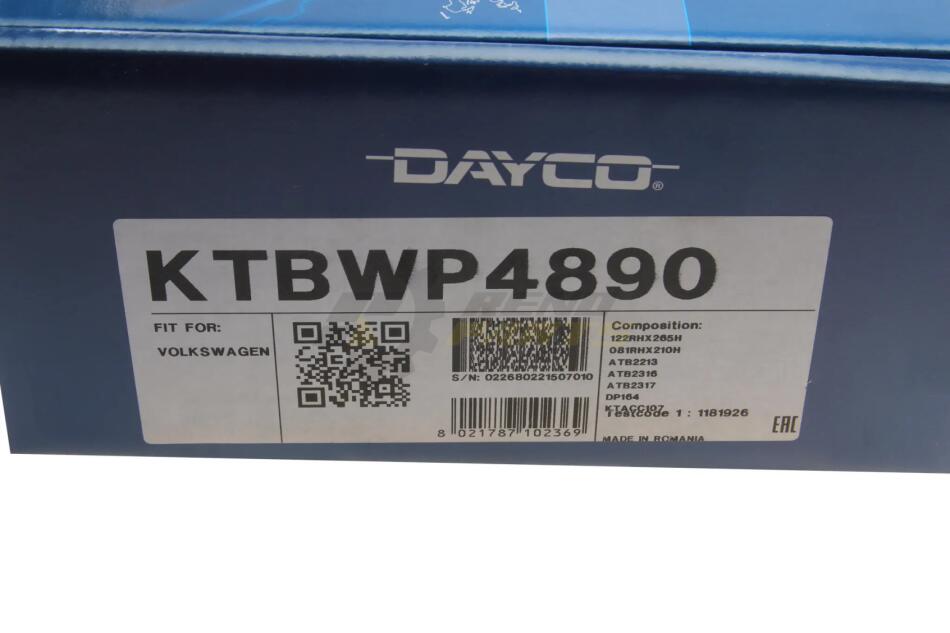 DAYCO®
KTBWP4890
FIT FOR:
VOLKSWAGEN
S/N: 022680221507010
8 021787 102369
Composition:
122RHX265H
081RHX210H
ATB2213
ATB2316
ATB2317
DP164
KTACC107
Testcode 1 : 1181926
MADE IN ROMANIA
EAC